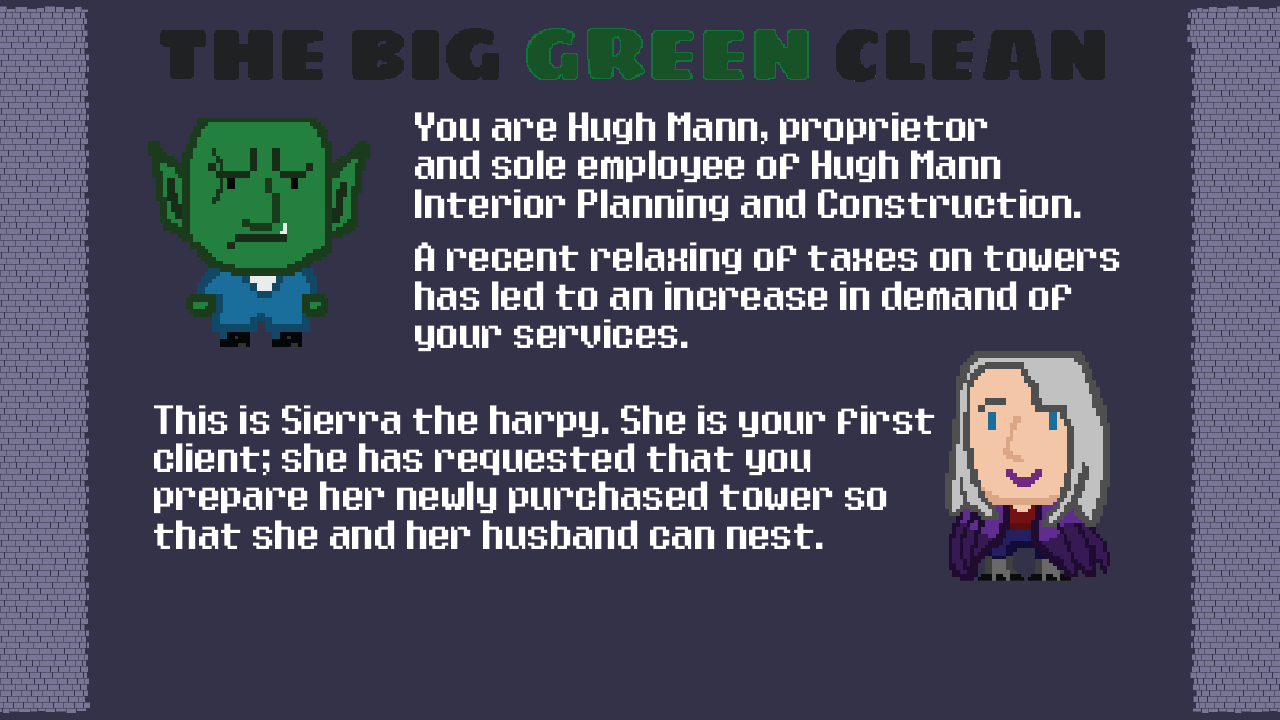 THE BIG GREEN CLEAN
You are Hugh Mann, proprietor
and sole employee of Hugh Mann
Interior Planning and Construction.
A recent relaxing of taxes on towers
has led to an increase in demand of
your services.
This is Sierra the harpy. She is your first
client; she has requested that you
prepare her newly purchased tower so
that she and her husband can nest.